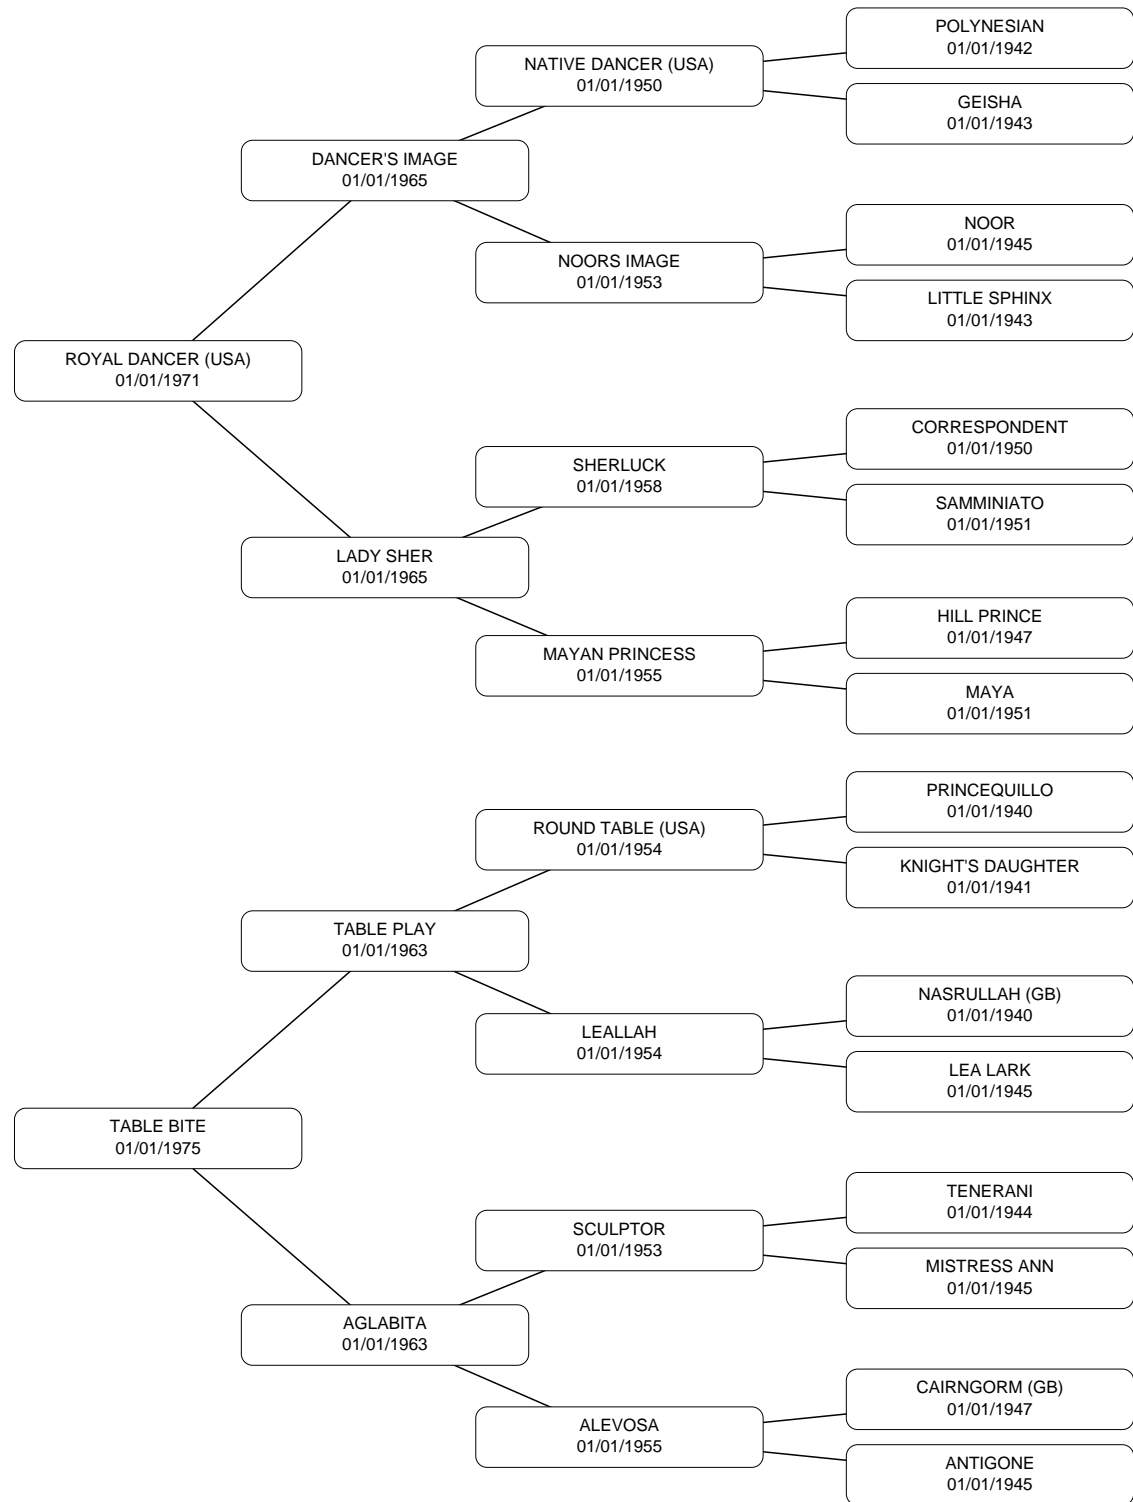 POLYNESIAN
01/01/1942
NATIVE DANCER (USA)
01/01/1950
GEISHA
01/01/1943
DANCER'S IMAGE
01/01/1965
NOOR
01/01/1945
NOORS IMAGE
01/01/1953
LITTLE SPHINX
01/01/1943
ROYAL DANCER (USA)
01/01/1971
CORRESPONDENT
01/01/1950
SHERLUCK
01/01/1958
SAMMINIATO
01/01/1951
LADY SHER
01/01/1965
HILL PRINCE
01/01/1947
MAYAN PRINCESS
01/01/1955
MAYA
01/01/1951
PRINCEQUILLO
01/01/1940
ROUND TABLE (USA)
01/01/1954
KNIGHT'S DAUGHTER
01/01/1941
TABLE PLAY
01/01/1963
NASRULLAH (GB)
01/01/1940
LEALLAH
01/01/1954
LEA LARK
01/01/1945
TABLE BITE
01/01/1975
TENERANI
01/01/1944
SCULPTOR
01/01/1953
MISTRESS ANN
01/01/1945
AGLABITA
01/01/1963
CAIRNGORM (GB)
01/01/1947
ALEVOSA
01/01/1955
ANTIGONE
01/01/1945